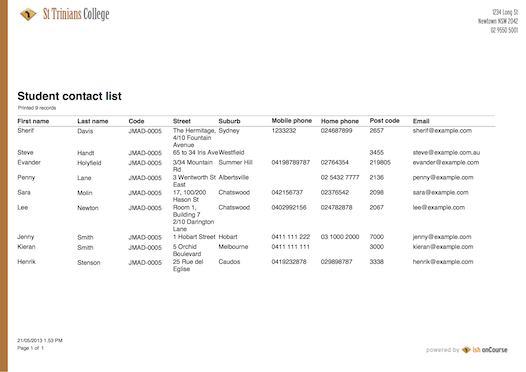 St Trinians College
1234 Long St
Newtown NSW 2042
02 9550 5001
Student contact list
Printed 9 records
First name Last name Code Street Suburb Mobile phone Home phone Post code Email
Sherif Davis JMAD-0005 The Hermitage, Sydney 1233232 024687899 2657 sherif@example.com
4/10 Fountain
Avenue
Steve Handt JMAD-0005 65 to 34 Iris Ave Westfield 3455 steve@example.com.au
Evander Holyfield JMAD-0005 3/34 Mountain Summer Hill 04198789787 02764354 219805 evander@example.com
Rd
Penny Lane JMAD-0005 3 Wentworth St Albertsville 02 5432 7777 2136 penny@example.com
East
Sara Molin JMAD-0005 17, 100/200 Chatswood 042156737 02376542 2098 sara@example.com
Hason St
Lee Newton JMAD-0005 Room 1, Chatswood 0402992156 024782878 2067 lee@example.com
Building 7
2/10 Darington
Lane
Jenny Smith JMAD-0005 1 Hobart Street Hobart 0411 111 222 03 1000 2000 7000 jenny@example.com
Kieran Smith JMAD-0005 5 Orchid Melbourne 0411 111 111 3000 kieran@example.com
Boulevard
Henrik Stenson JMAD-0005 25 Rue del Caudos 0419232878 029898787 3338 henrik@example.com
Eglise
21/05/2013 1.53 PM
Page 1 of 1
powered by ish onCourse